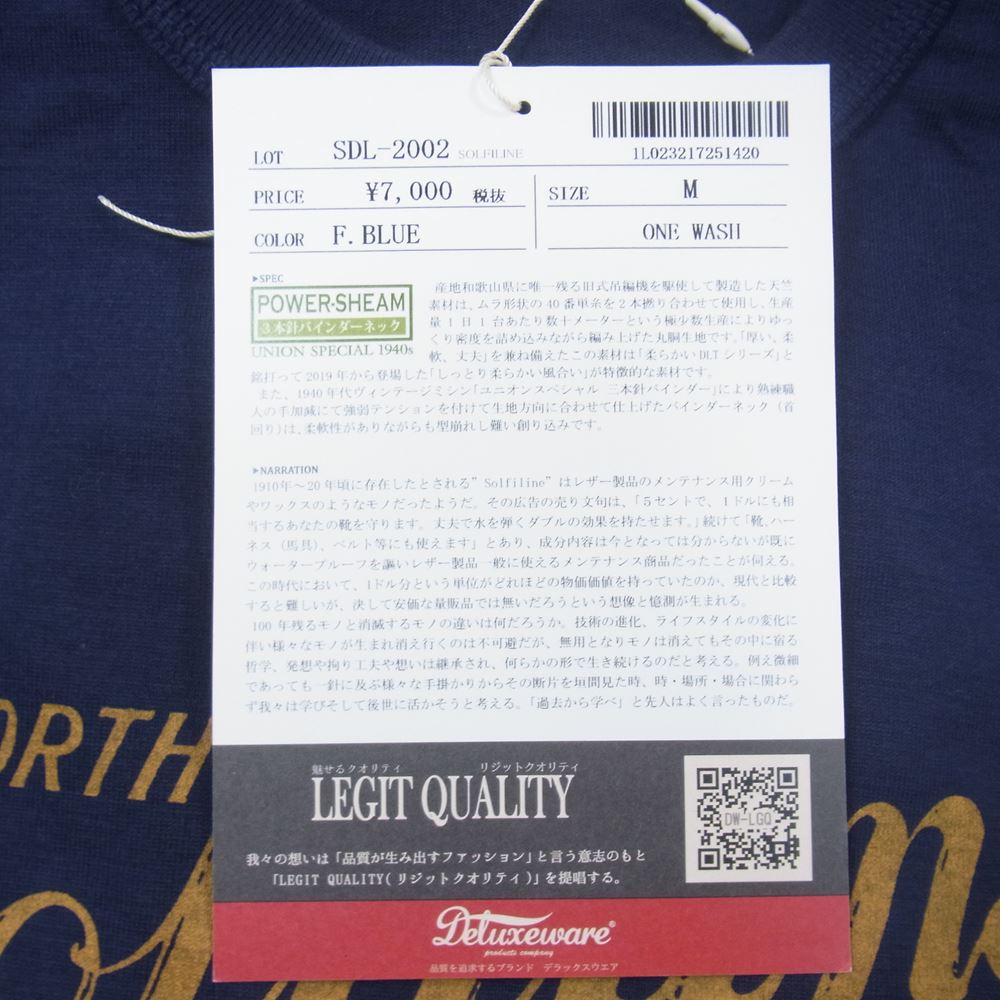 LOT SDL-2002 SOLFILINE
1L023217251420
PRICE ¥7,000 税抜 SIZE M
COLOR F.BLUE ONE WASH
▶SPEC
POWER-SHEAM
3本針バインダーネック
UNION SPECIAL 1940s
産地和歌山県に唯一残る旧式吊編機を駆使して製造した天竺
素材は、ムラ形状の40番単糸を2本撚り合わせて使用し、生産
量1日1台あたり数十メーターという極少数生産によりゆっ
くり密度を詰め込みながら編み上げた丸胴生地です。「厚い、柔
軟、丈夫」を兼ね備えたこの素材は「柔らかいDLTシリーズ」と
銘打って2019年から登場した「しっとり柔らかい風合い」が特徴的な素材です。
また、1940年代ヴィンテージミシン「ユニオンスペシャル 三本針バインダー」により熟練職
人の手加減にて強弱テンションを付けて生地方向に合わせて仕上げたバインダーネック（首
回り）は、柔軟性がありながらも型崩れし難い創り込みです。
▶NARRATION
1910年〜20年頃に存在したとされる"Solfiline"はレザー製品のメンテナンス用クリーム
やワックスのようなモノだったようだ。その広告の売り文句は、「5セントで、1ドルにも相
当するあなたの靴を守ります。丈夫で水を弾くダブルの効果を持たせます。」続けて「靴、ハー
ネス（馬具）、ベルト等にも使えます」とあり、成分内容は今となっては分からないが既に
ウォータープルーフを謳いレザー製品一般に使えるメンテナンス商品だったことが伺える。
この時代において、1ドル分という単位がどれほどの物価価値を持っていたのか、現代と比較
すると難しいが、決して安価な量販品では無いだろうという想像と憶測が生まれる。
100年残るモノと消滅するモノの違いは何だろうか。技術の進化、ライフスタイルの変化に
伴い様々なモノが生まれ消え行くのは不可避だが、無用となりモノは消えてもその中に宿る
哲学、発想や拘り工夫や想いは継承され、何らかの形で生き続けるのだと考える。例え微細
であっても一針に及ぶ様々な手掛かりからその断片を垣間見た時、時・場所・場合に関わら
ず我々は学びそして後世に活かそうと考える。「過去から学べ」と先人はよく言ったものだ。
魅せるクオリティ リジットクオリティ
LEGIT QUALITY
DW-LGQ
我々の想いは「品質が生み出すファッション」と言う意志のもと
「LEGIT QUALITY(リジットクオリティ)」を提唱する。
Deluxeware®
products company
品質を追求するブランド デラックスウエア
ORTH